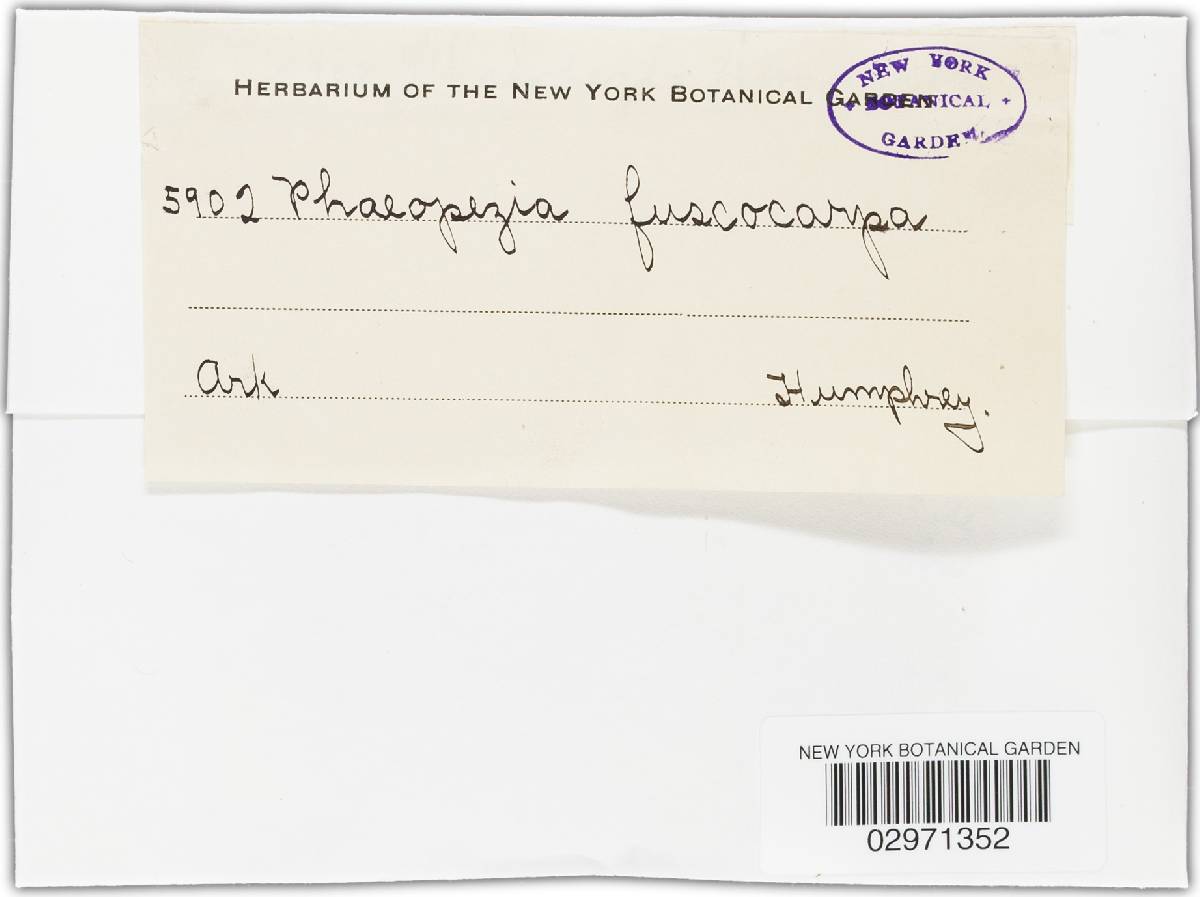 HERBARIUM OF THE NEW YORK BOTANICAL GARDEN
NEW YORK
BOTANICAL
GARDEN
5902 Phaeopezia fuscocarpa
Ark Humphrey.
NEW YORK BOTANICAL GARDEN
02971352